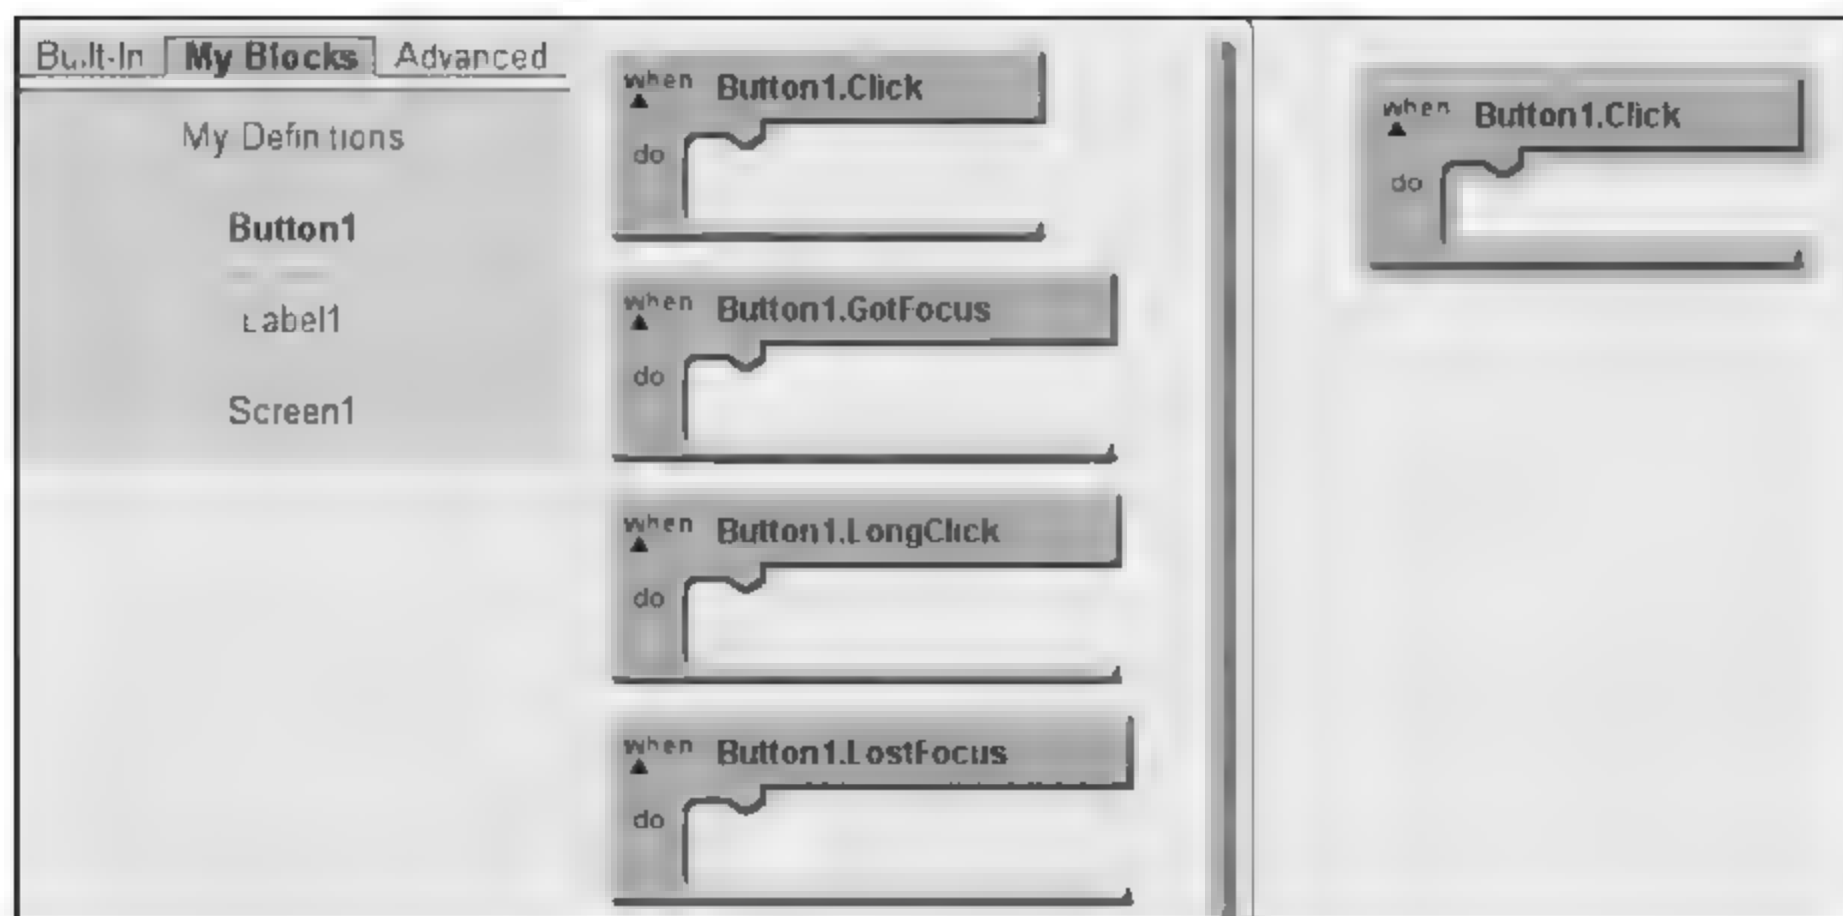 Built-In My Blocks Advanced
My Definitions
Button1
Label1
Screen1
when Button1.Click
do
when Button1.GotFocus
do
when Button1.LongClick
do
when Button1.LostFocus
do
when Button1.Click
do